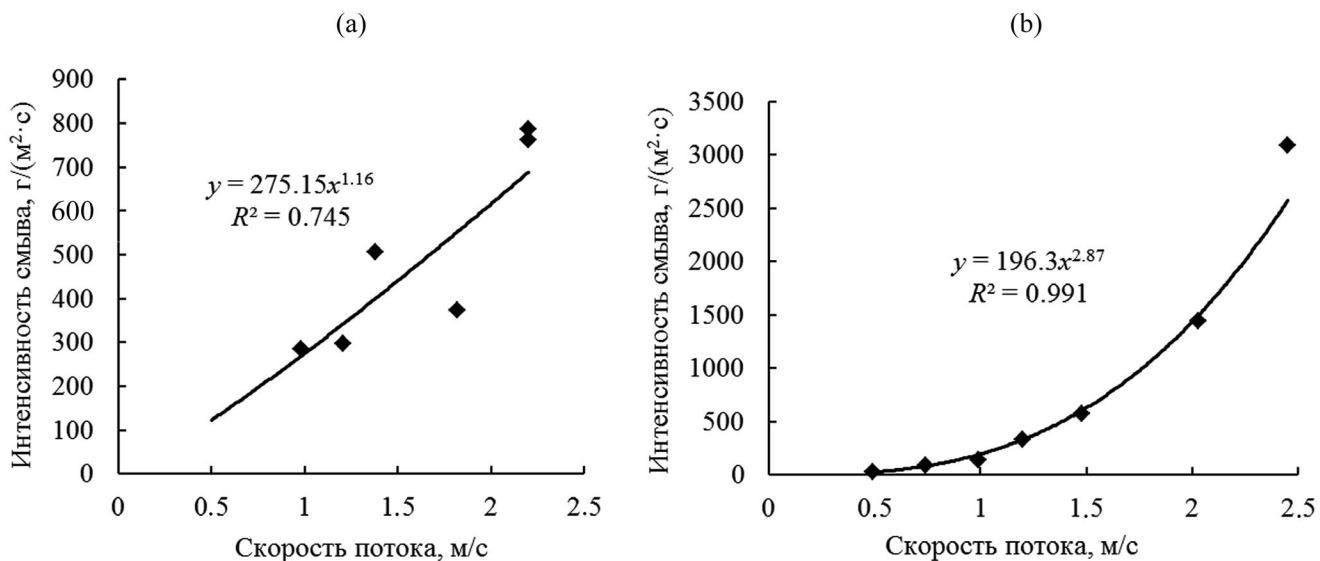 (a)
Интенсивность смыва, г/(м²·с)
900
800
700
600
500
400
300
200
100
0
y = 275.15x^1.16
R² = 0.745
0 0.5 1 1.5 2 2.5
Скорость потока, м/с
(b)
Интенсивность смыва, г/(м²·с)
3500
3000
2500
2000
1500
1000
500
0
y = 196.3x^2.87
R² = 0.991
0 0.5 1 1.5 2 2.5
Скорость потока, м/с